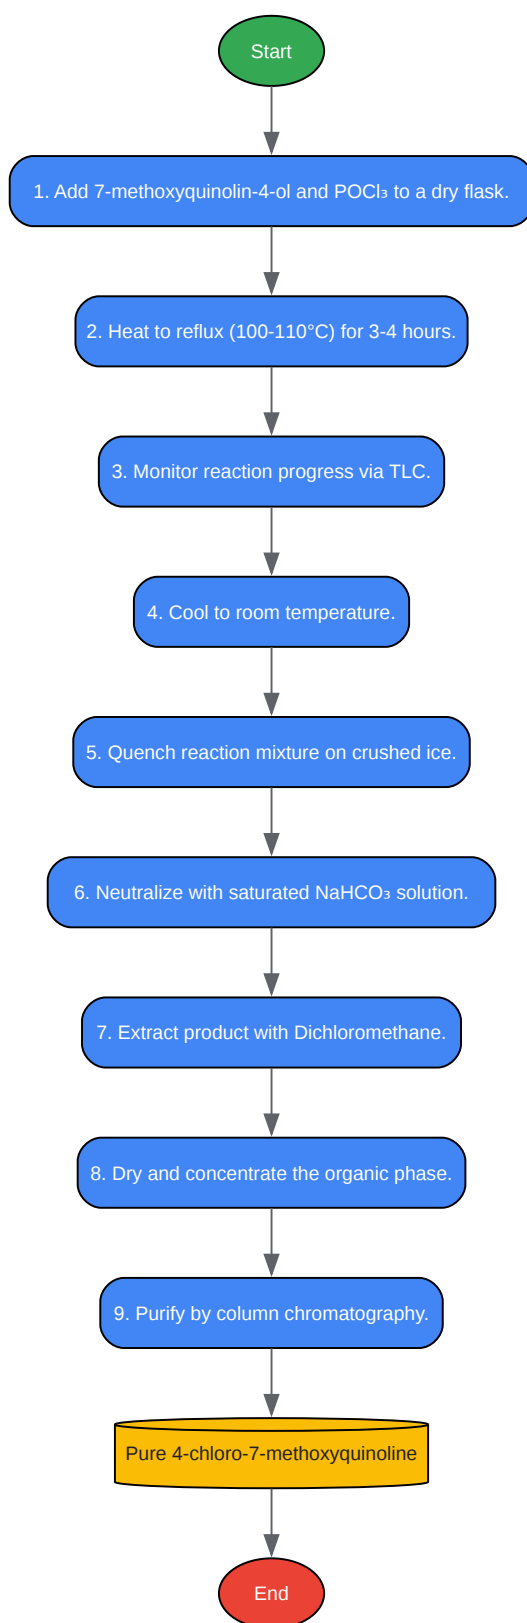 Start
1. Add 7-methoxyquinolin-4-ol and POCl₃ to a dry flask.
2. Heat to reflux (100-110°C) for 3-4 hours.
3. Monitor reaction progress via TLC.
4. Cool to room temperature.
5. Quench reaction mixture on crushed ice.
6. Neutralize with saturated NaHCO₃ solution.
7. Extract product with Dichloromethane.
8. Dry and concentrate the organic phase.
9. Purify by column chromatography.
Pure 4-chloro-7-methoxyquinoline
End